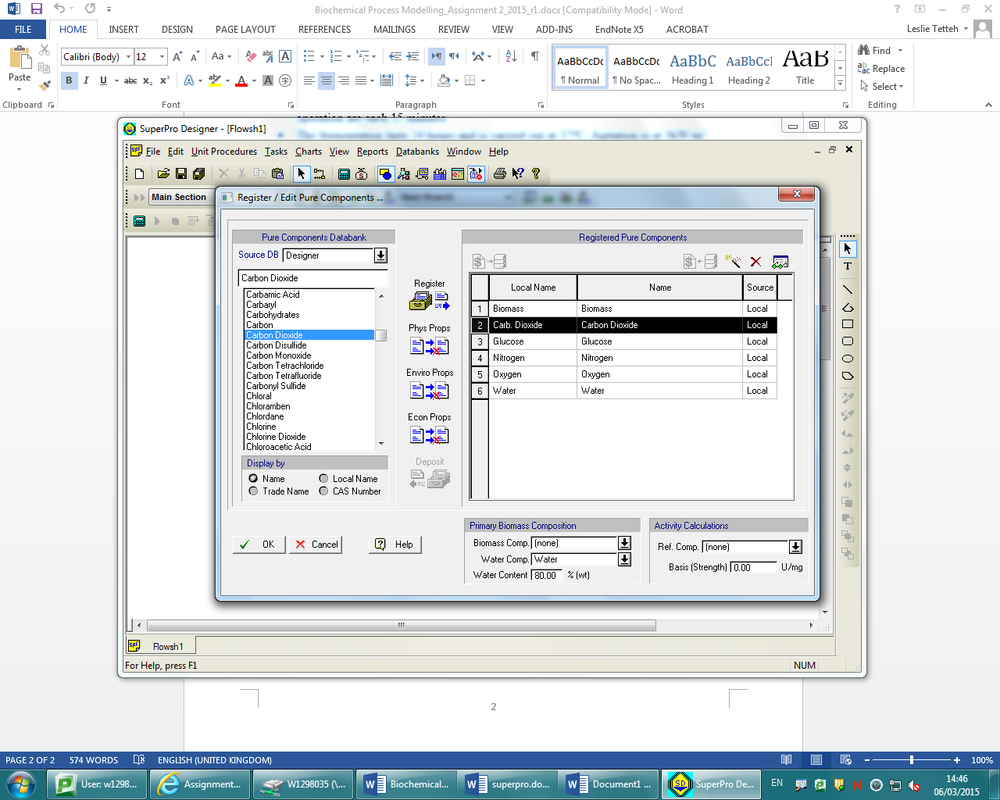 Biochemical Process Modelling_Assignment 2_2015_r1.docx [Compatibility Mode] - Word
FILE HOME INSERT DESIGN PAGE LAYOUT REFERENCES MAILINGS REVIEW VIEW ADD-INS EndNote X5 ACROBAT Leslie Tetteh
Calibri (Body) 12
Paste
AaBbCcDc AaBbCcDc AaBbC AaBbCcI AaB
¶ Normal ¶ No Spac... Heading 1 Heading 2 Title
Find
Replace
Select
Clipboard Font Paragraph Styles Editing
operation are each 15 minutes
SuperPro Designer - [Flowsh1]
File Edit Unit Procedures Tasks Charts View Reports Databanks Window Help
Main Section
Register / Edit Pure Components ...
Pure Components Databank
Source DB Designer
Carbon Dioxide
Carbamic Acid
Carbaryl
Carbohydrates
Carbon
Carbon Dioxide
Carbon Disulfide
Carbon Monoxide
Carbon Tetrachloride
Carbon Tetrafluoride
Carbonyl Sulfide
Chloral
Chloramben
Chlordane
Chlorine
Chlorine Dioxide
Chloroacetic Acid
Display by
Name Local Name
Trade Name CAS Number
Register
Phys Props
Enviro Props
Econ Props
Deposit
Registered Pure Components
Local Name Name Source
1 Biomass Biomass Local
2 Carb. Dioxide Carbon Dioxide Local
3 Glucose Glucose Local
4 Nitrogen Nitrogen Local
5 Oxygen Oxygen Local
6 Water Water Local
OK Cancel Help
Primary Biomass Composition
Biomass Comp. (none)
Water Comp. Water
Water Content 80.00 % (wt)
Activity Calculations
Ref. Comp. (none)
Basis (Strength) 0.00 U/mg
Flowsh1
For Help, press F1 NUM
2
PAGE 2 OF 2 574 WORDS ENGLISH (UNITED KINGDOM) 100%
User: w1298... Assignment... W1298035 (\... Biochemical... superpro.do... Document1 ... SuperPro De... EN 14:46
06/03/2015